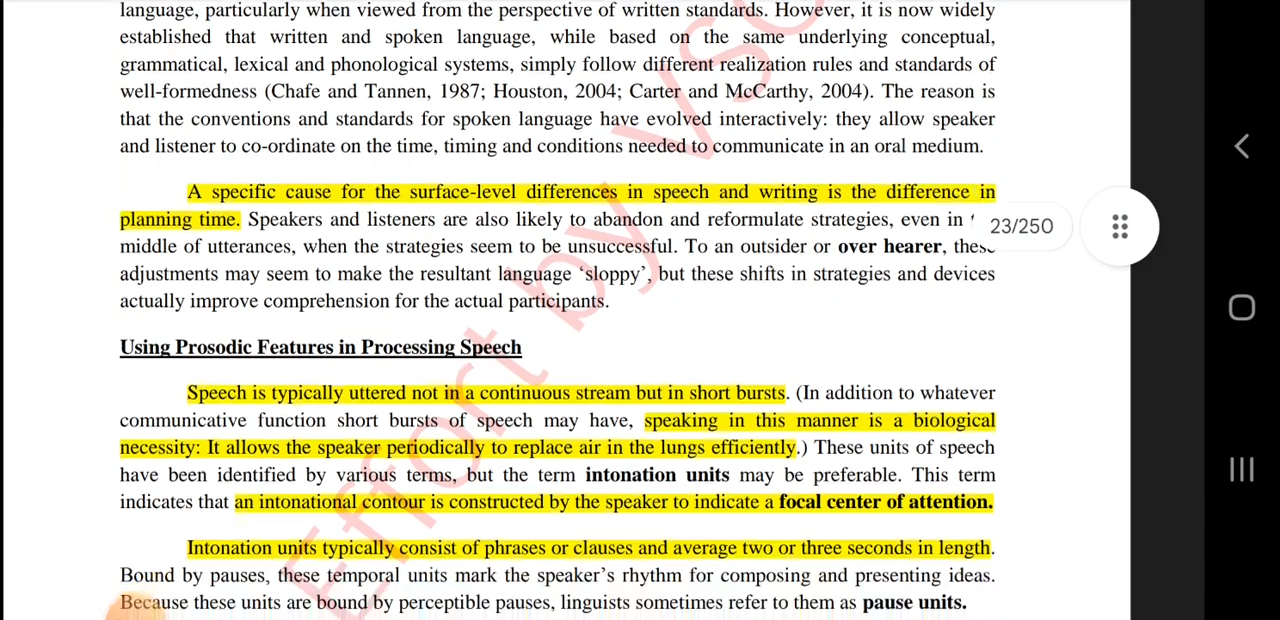 language, particularly when viewed from the perspective of written standards. However, it is now widely
established that written and spoken language, while based on the same underlying conceptual,
grammatical, lexical and phonological systems, simply follow different realization rules and standards of
well-formedness (Chafe and Tannen, 1987; Houston, 2004; Carter and McCarthy, 2004). The reason is
that the conventions and standards for spoken language have evolved interactively: they allow speaker
and listener to co-ordinate on the time, timing and conditions needed to communicate in an oral medium.
A specific cause for the surface-level differences in speech and writing is the difference in
planning time. Speakers and listeners are also likely to abandon and reformulate strategies, even in
23/250
middle of utterances, when the strategies seem to be unsuccessful. To an outsider or over hearer, these
adjustments may seem to make the resultant language ‘sloppy’, but these shifts in strategies and devices
actually improve comprehension for the actual participants.
Using Prosodic Features in Processing Speech
Speech is typically uttered not in a continuous stream but in short bursts. (In addition to whatever
communicative function short bursts of speech may have, speaking in this manner is a biological
necessity: It allows the speaker periodically to replace air in the lungs efficiently.) These units of speech
have been identified by various terms, but the term intonation units may be preferable. This term
indicates that an intonational contour is constructed by the speaker to indicate a focal center of attention.
Intonation units typically consist of phrases or clauses and average two or three seconds in length.
Bound by pauses, these temporal units mark the speaker’s rhythm for composing and presenting ideas.
Because these units are bound by perceptible pauses, linguists sometimes refer to them as pause units.
Effort by VSO